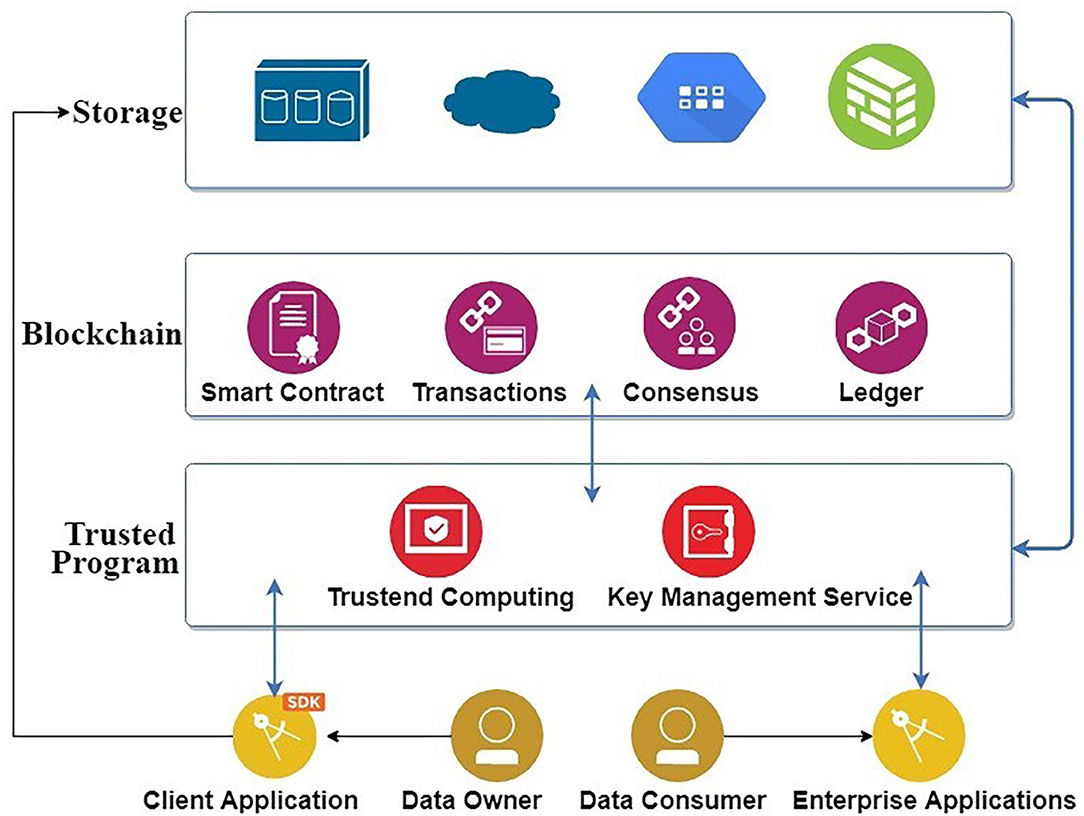 Storage
Blockchain
Smart Contract
Transactions
Consensus
Ledger
Trusted
Program
Trustend Computing
Key Management Service
SDK
Client Application
Data Owner
Data Consumer
Enterprise Applications